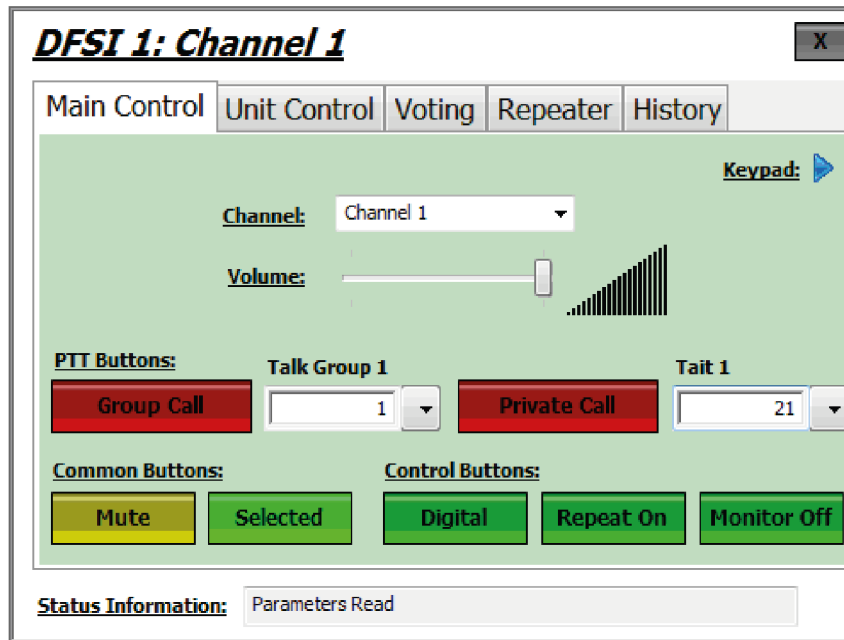 DFSI 1: Channel 1
X
Main Control Unit Control Voting Repeater History
Keypad:
Channel: Channel 1
Volume:
PTT Buttons: Talk Group 1 Tait 1
Group Call 1 Private Call 21
Common Buttons: Control Buttons:
Mute Selected Digital Repeat On Monitor Off
Status Information: Parameters Read